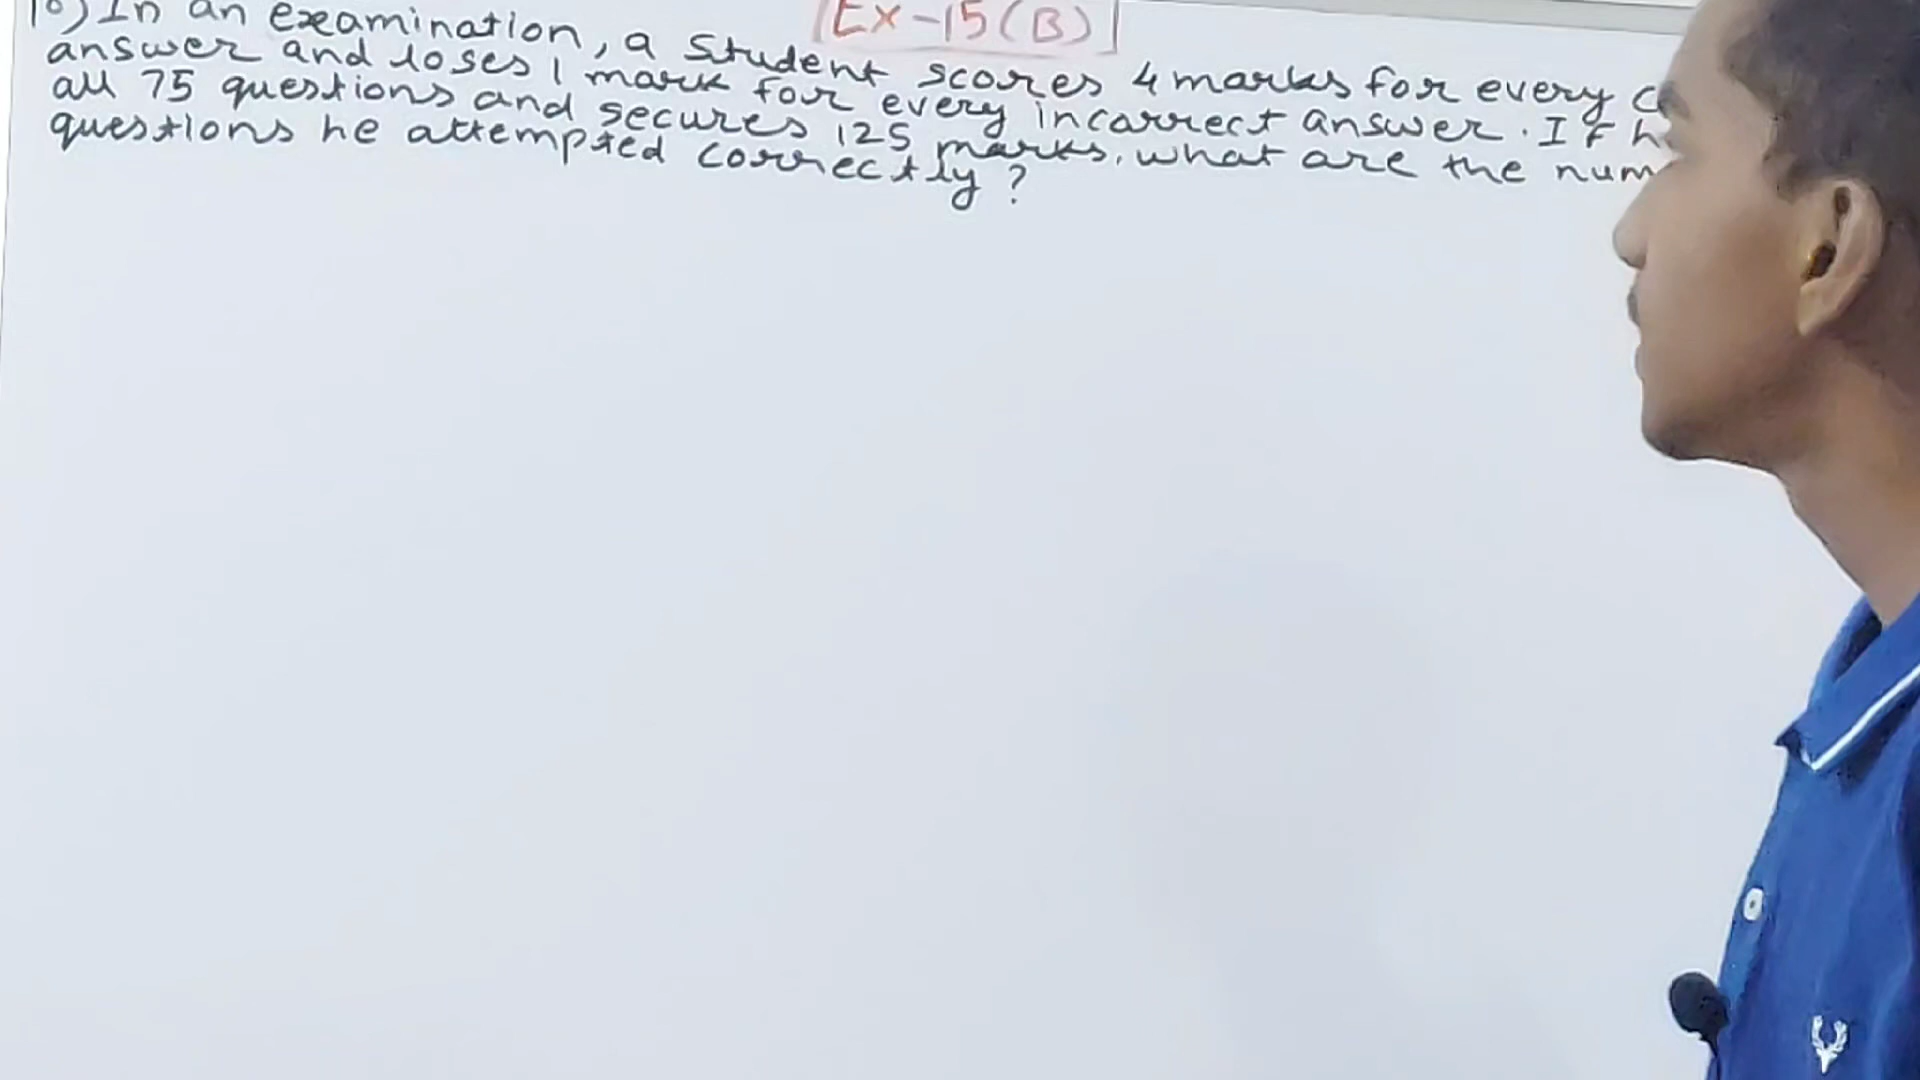 Ex-15(B)
In an examination, a student scores 4 marks for every
answer and loses 1 mark for every incorrect answer. If
all 75 questions and secures 125 marks, what are the num
questions he attempted correctly?